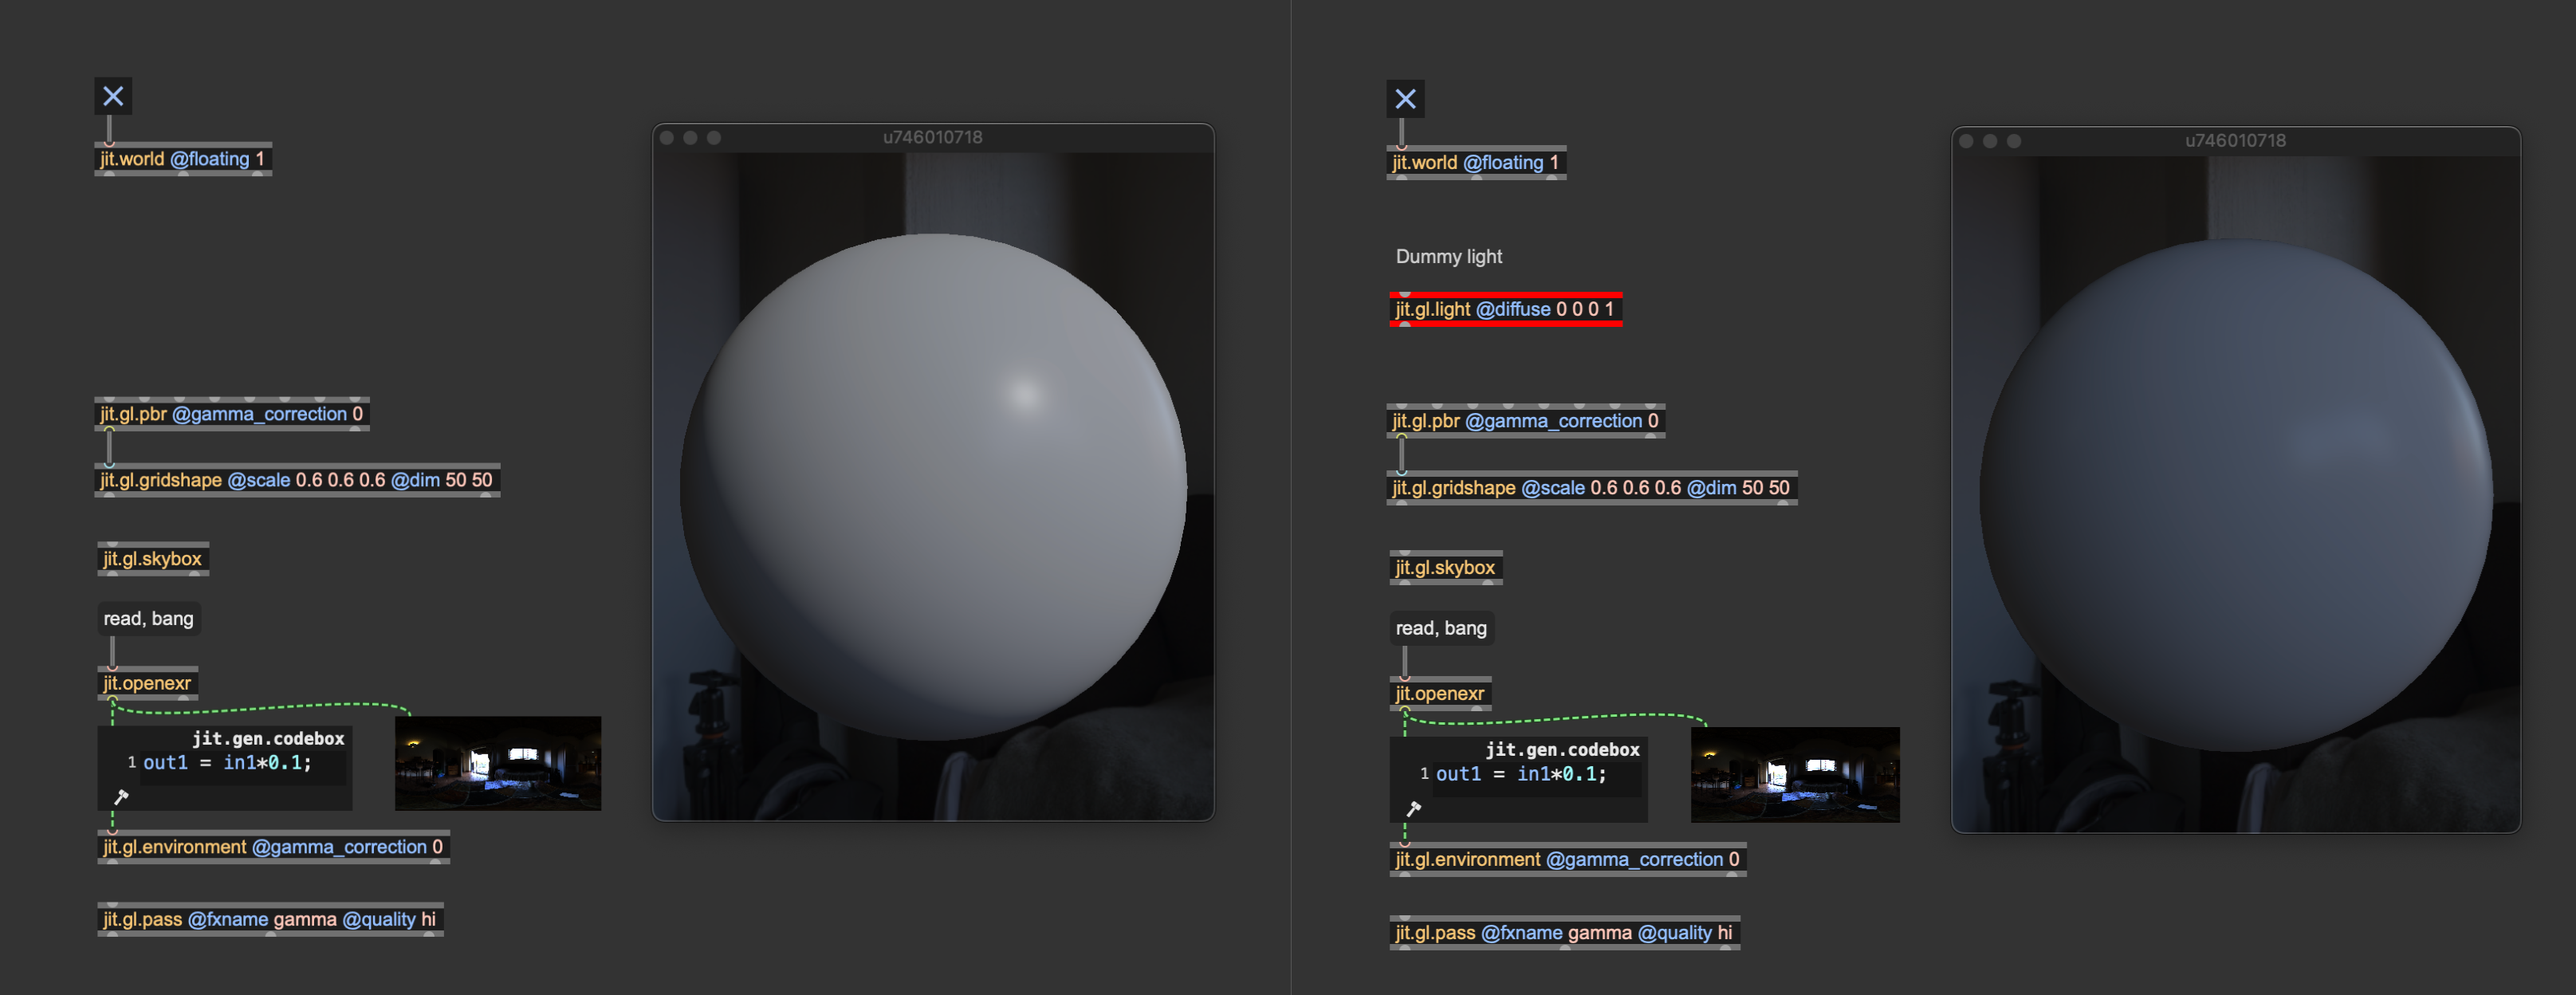 jit.world @floating 1
u746010718
jit.gl.pbr @gamma_correction 0
jit.gl.gridshape @scale 0.6 0.6 0.6 @dim 50 50
jit.gl.skybox
read, bang
jit.openexr
jit.gen.codebox
1 out1 = in1*0.1;
jit.gl.environment @gamma_correction 0
jit.gl.pass @fxname gamma @quality hi
jit.world @floating 1
u746010718
Dummy light
jit.gl.light @diffuse 0 0 0 1
jit.gl.pbr @gamma_correction 0
jit.gl.gridshape @scale 0.6 0.6 0.6 @dim 50 50
jit.gl.skybox
read, bang
jit.openexr
jit.gen.codebox
1 out1 = in1*0.1;
jit.gl.environment @gamma_correction 0
jit.gl.pass @fxname gamma @quality hi